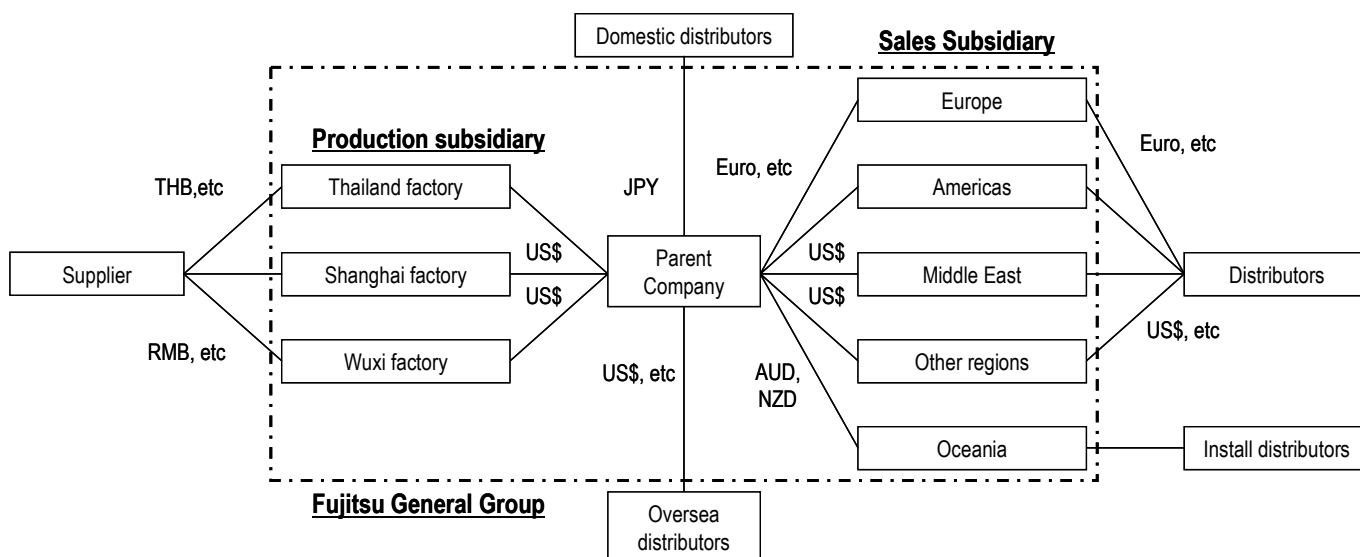 Domestic distributors
Sales Subsidiary
Europe
Production subsidiary
Euro, etc
Euro, etc
THB,etc
Thailand factory
JPY
Americas
Supplier
Shanghai factory
US$
US$
Parent
Company
US$
US$
Middle East
Distributors
RMB, etc
Wuxi factory
US$, etc
AUD,
NZD
Other regions
US$, etc
Oceania
Install distributors
Fujitsu General Group
Oversea
distributors